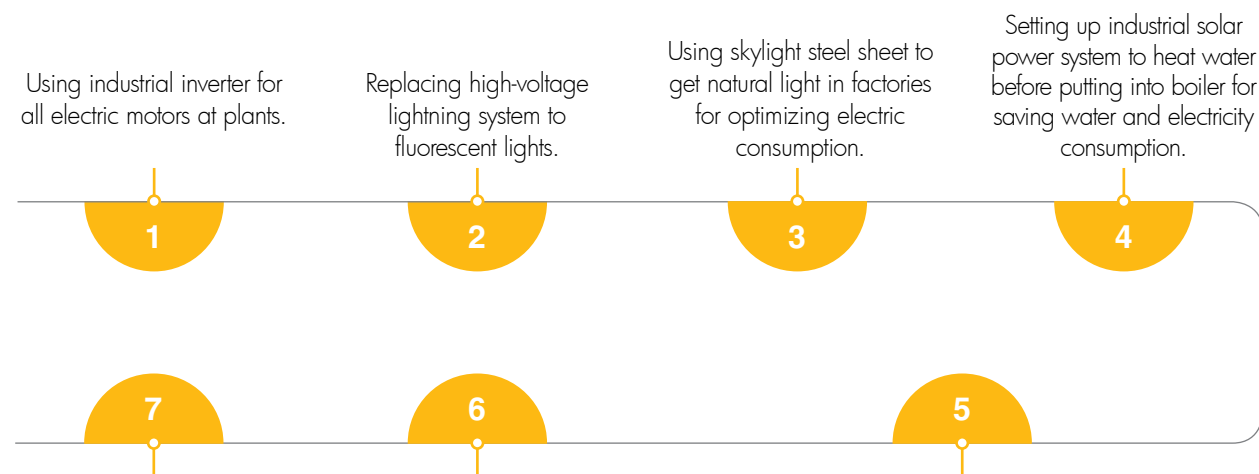 Using industrial inverter for
all electric motors at plants.
Replacing high-voltage
lightning system to
fluorescent lights.
Using skylight steel sheet to
get natural light in factories
for optimizing electric
consumption.
Setting up industrial solar
power system to heat water
before putting into boiler for
saving water and electricity
consumption.
1
2
3
4
7
6
5